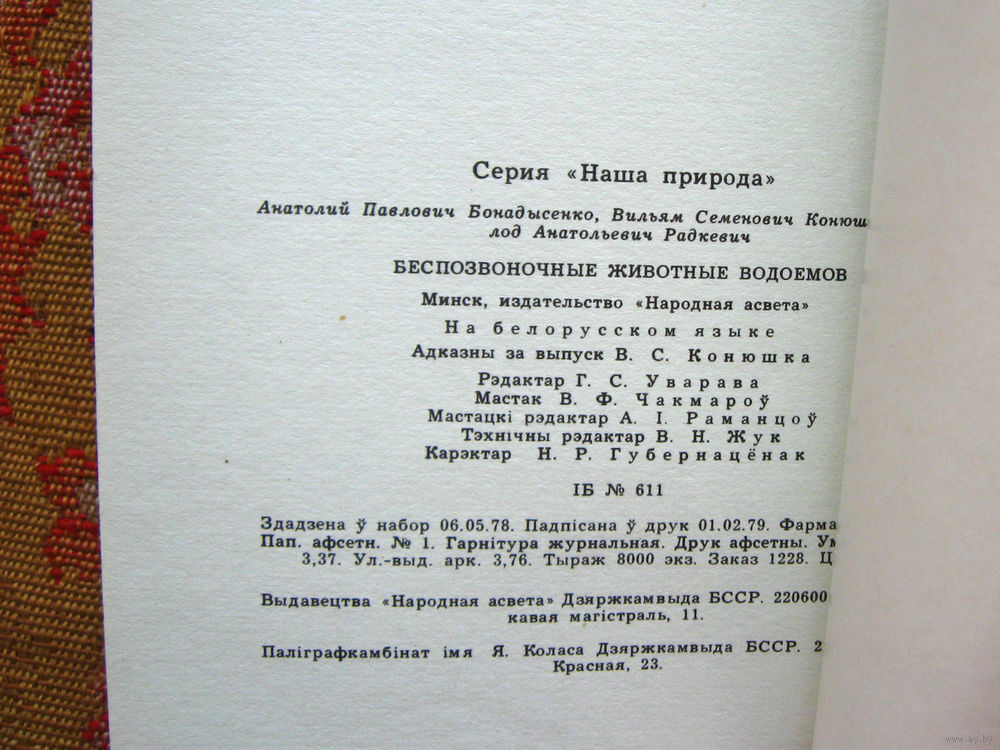 Серия «Наша природа»
Анатолий Павлович Бонадысенко, Вильям Семенович Конюш
лод Анатольевич Радкевич
БЕСПОЗВОНОЧНЫЕ ЖИВОТНЫЕ ВОДОЕМОВ
Минск, издательство «Народная асвета»
На белорусском языке
Адказны за выпуск В. С. Конюшка
Рэдактар Г. С. Уварава
Мастак В. Ф. Чакмароў
Мастацкі рэдактар А. І. Раманцоў
Тэхнічны рэдактар В. Н. Жук
Карэктар Н. Р. Губернацёнак
ІБ № 611
Здадзена ў набор 06.05.78. Падпісана ў друк 01.02.79. Фарма
Пап. афсетн. № 1. Гарнітура журнальная. Друк афсетны. Ум
3,37. Ул.-выд. арк. 3,76. Тыраж 8000 экз. Заказ 1228. Ц
Выдавецтва «Народная асвета» Дзяржкамвыда БССР. 220600
кавая магістраль, 11.
Паліграфкамбінат імя Я. Коласа Дзяржкамвыда БССР. 2
Красная, 23.
www.ay.by